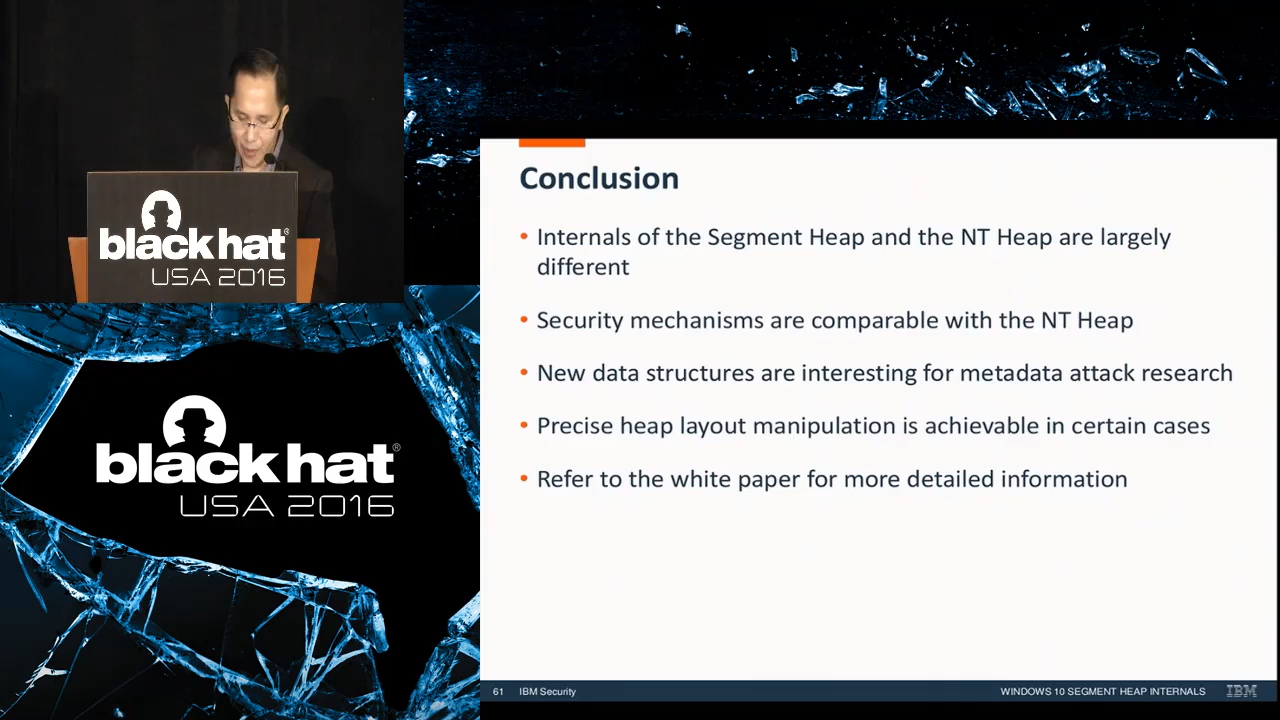 black hat®
USA 2016
black hat®
USA 2016
Conclusion
• Internals of the Segment Heap and the NT Heap are largely
different
• Security mechanisms are comparable with the NT Heap
• New data structures are interesting for metadata attack research
• Precise heap layout manipulation is achievable in certain cases
• Refer to the white paper for more detailed information
61 IBM Security WINDOWS 10 SEGMENT HEAP INTERNALS IBM